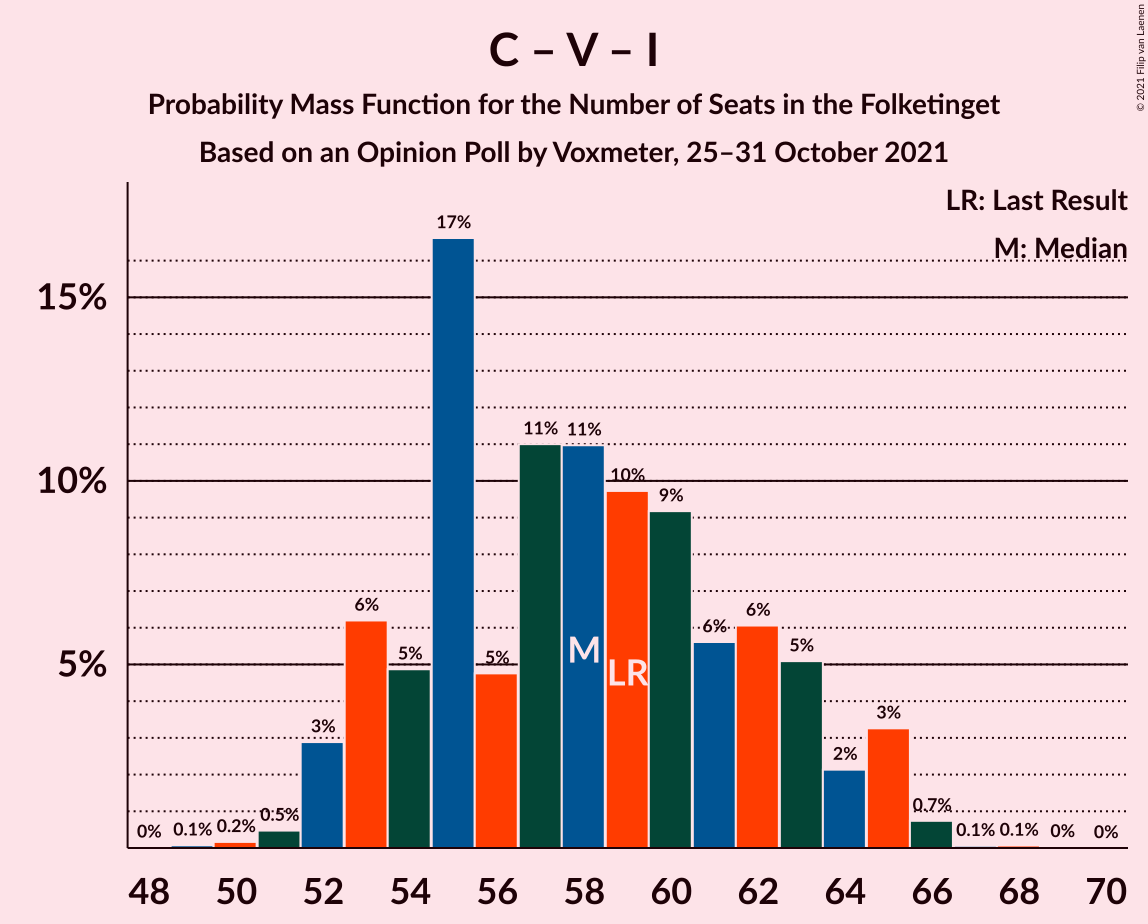 C – V – I
Probability Mass Function for the Number of Seats in the Folketinget
Based on an Opinion Poll by Voxmeter, 25–31 October 2021
© 2021 Filip van Laenen
LR: Last Result
M: Median
15%
10%
5%
0%
0.1%
0.2%
0.5%
3%
6%
5%
17%
5%
11%
11%
10%
9%
6%
6%
5%
2%
3%
0.7%
0.1%
0.1%
0%
0%
M
LR
48 50 52 54 56 58 60 62 64 66 68 70